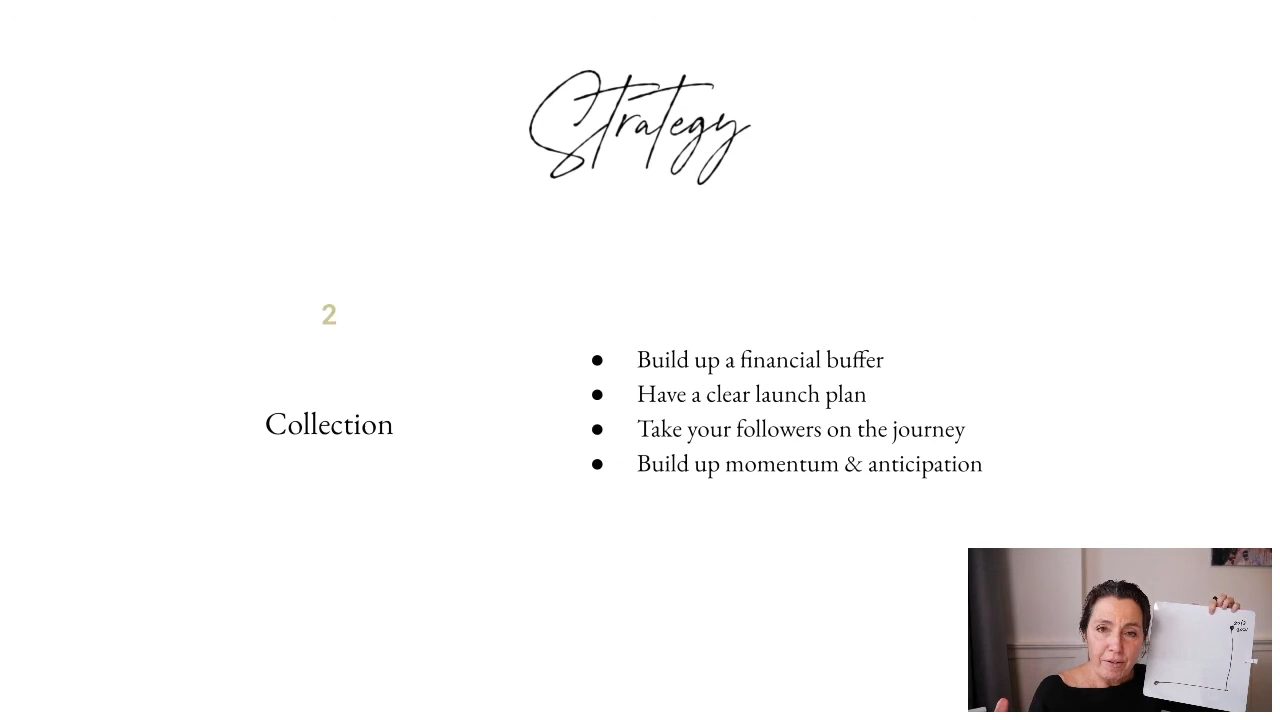 Strategy
2
Collection
● Build up a financial buffer
● Have a clear launch plan
● Take your followers on the journey
● Build up momentum & anticipation